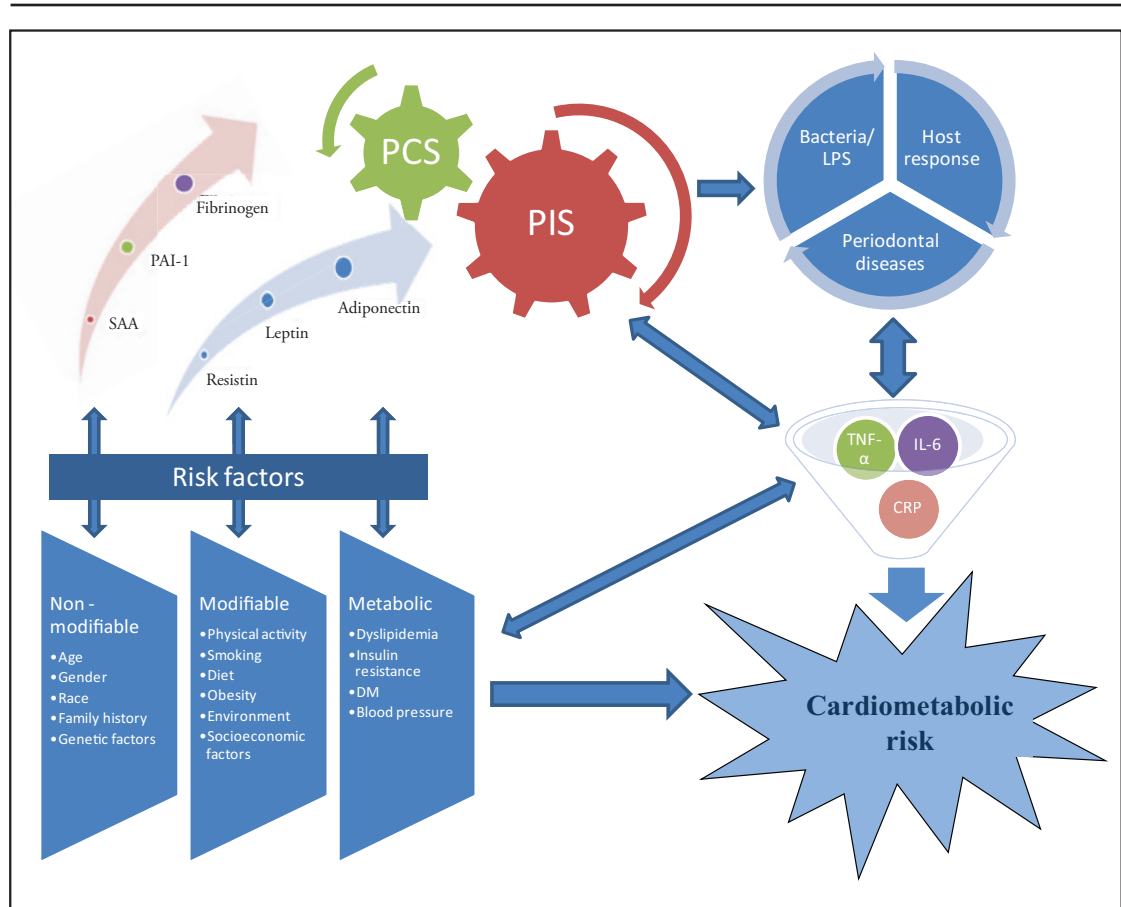 PCS
PIS
Bacteria/
LPS
Host
response
Periodontal
diseases
Fibrinogen
PAI-1
SAA
Adiponectin
Leptin
Resistin
TNF-
α
IL-6
CRP
Risk factors
Non -
modifiable
•Age
•Gender
•Race
•Family history
•Genetic factors
Modifiable
•Physical activity
•Smoking
•Diet
•Obesity
•Environment
•Socioeconomic
factors
Metabolic
•Dyslipidemia
•Insulin
resistance
•DM
•Blood pressure
Cardiometabolic
risk